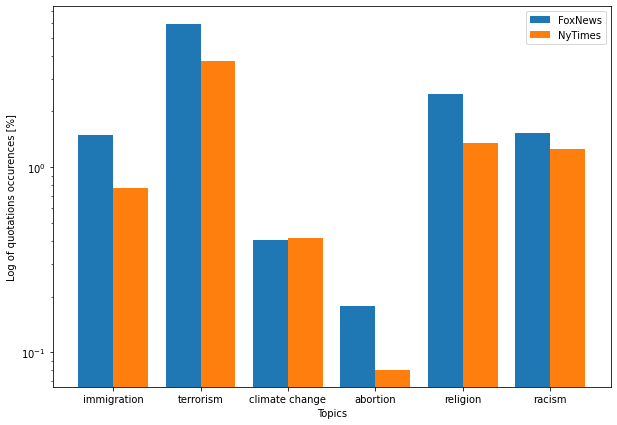 FoxNews
NyTimes
Log of quotations occurences [%]
10⁰
10⁻¹
immigration terrorism climate change abortion religion racism
Topics